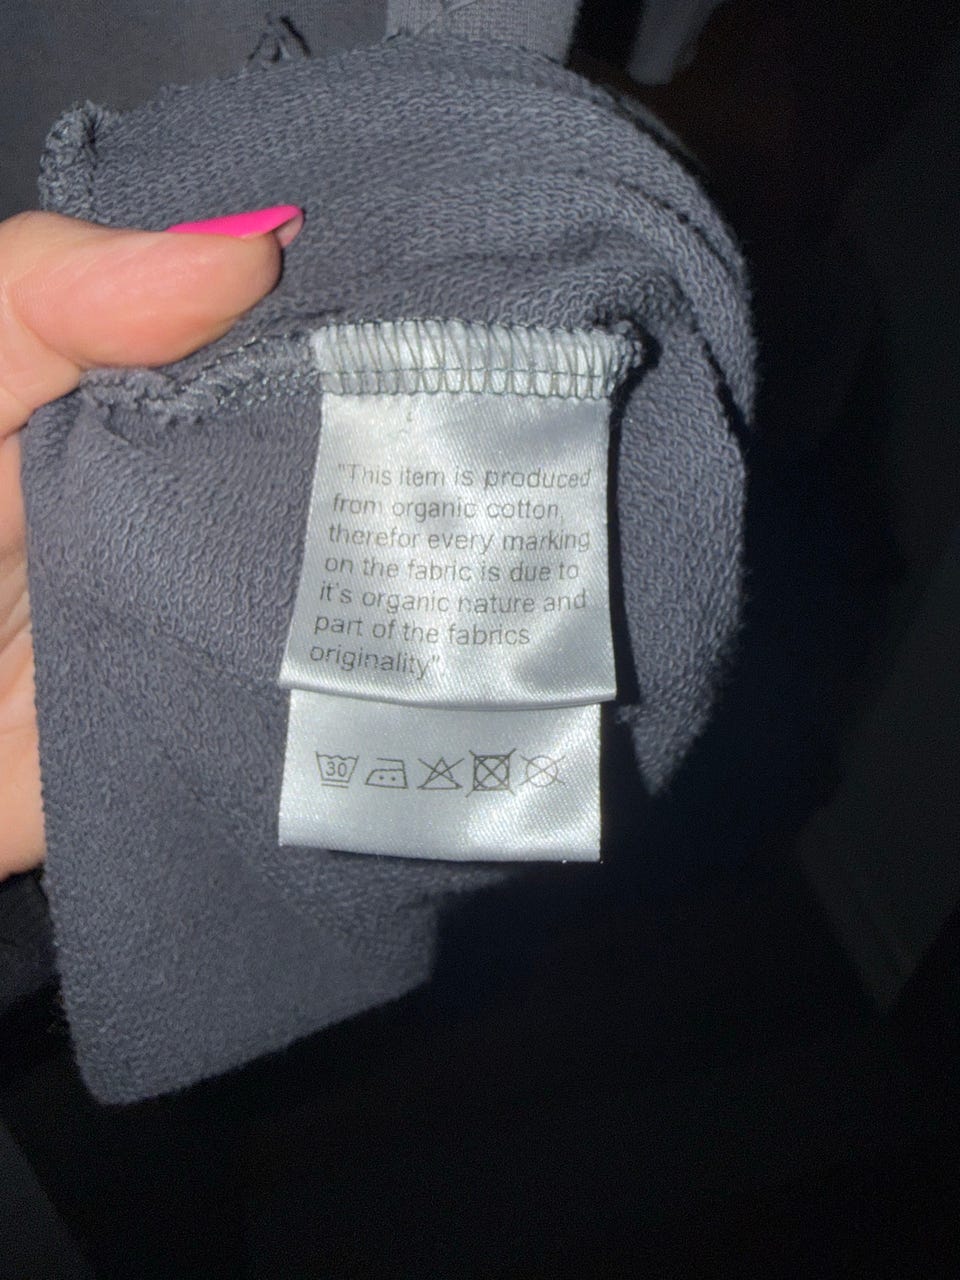 "This item is produced
from organic cotton,
therefor every marking
on the fabric is due to
it's organic nature and
part of the fabrics
originality"
30